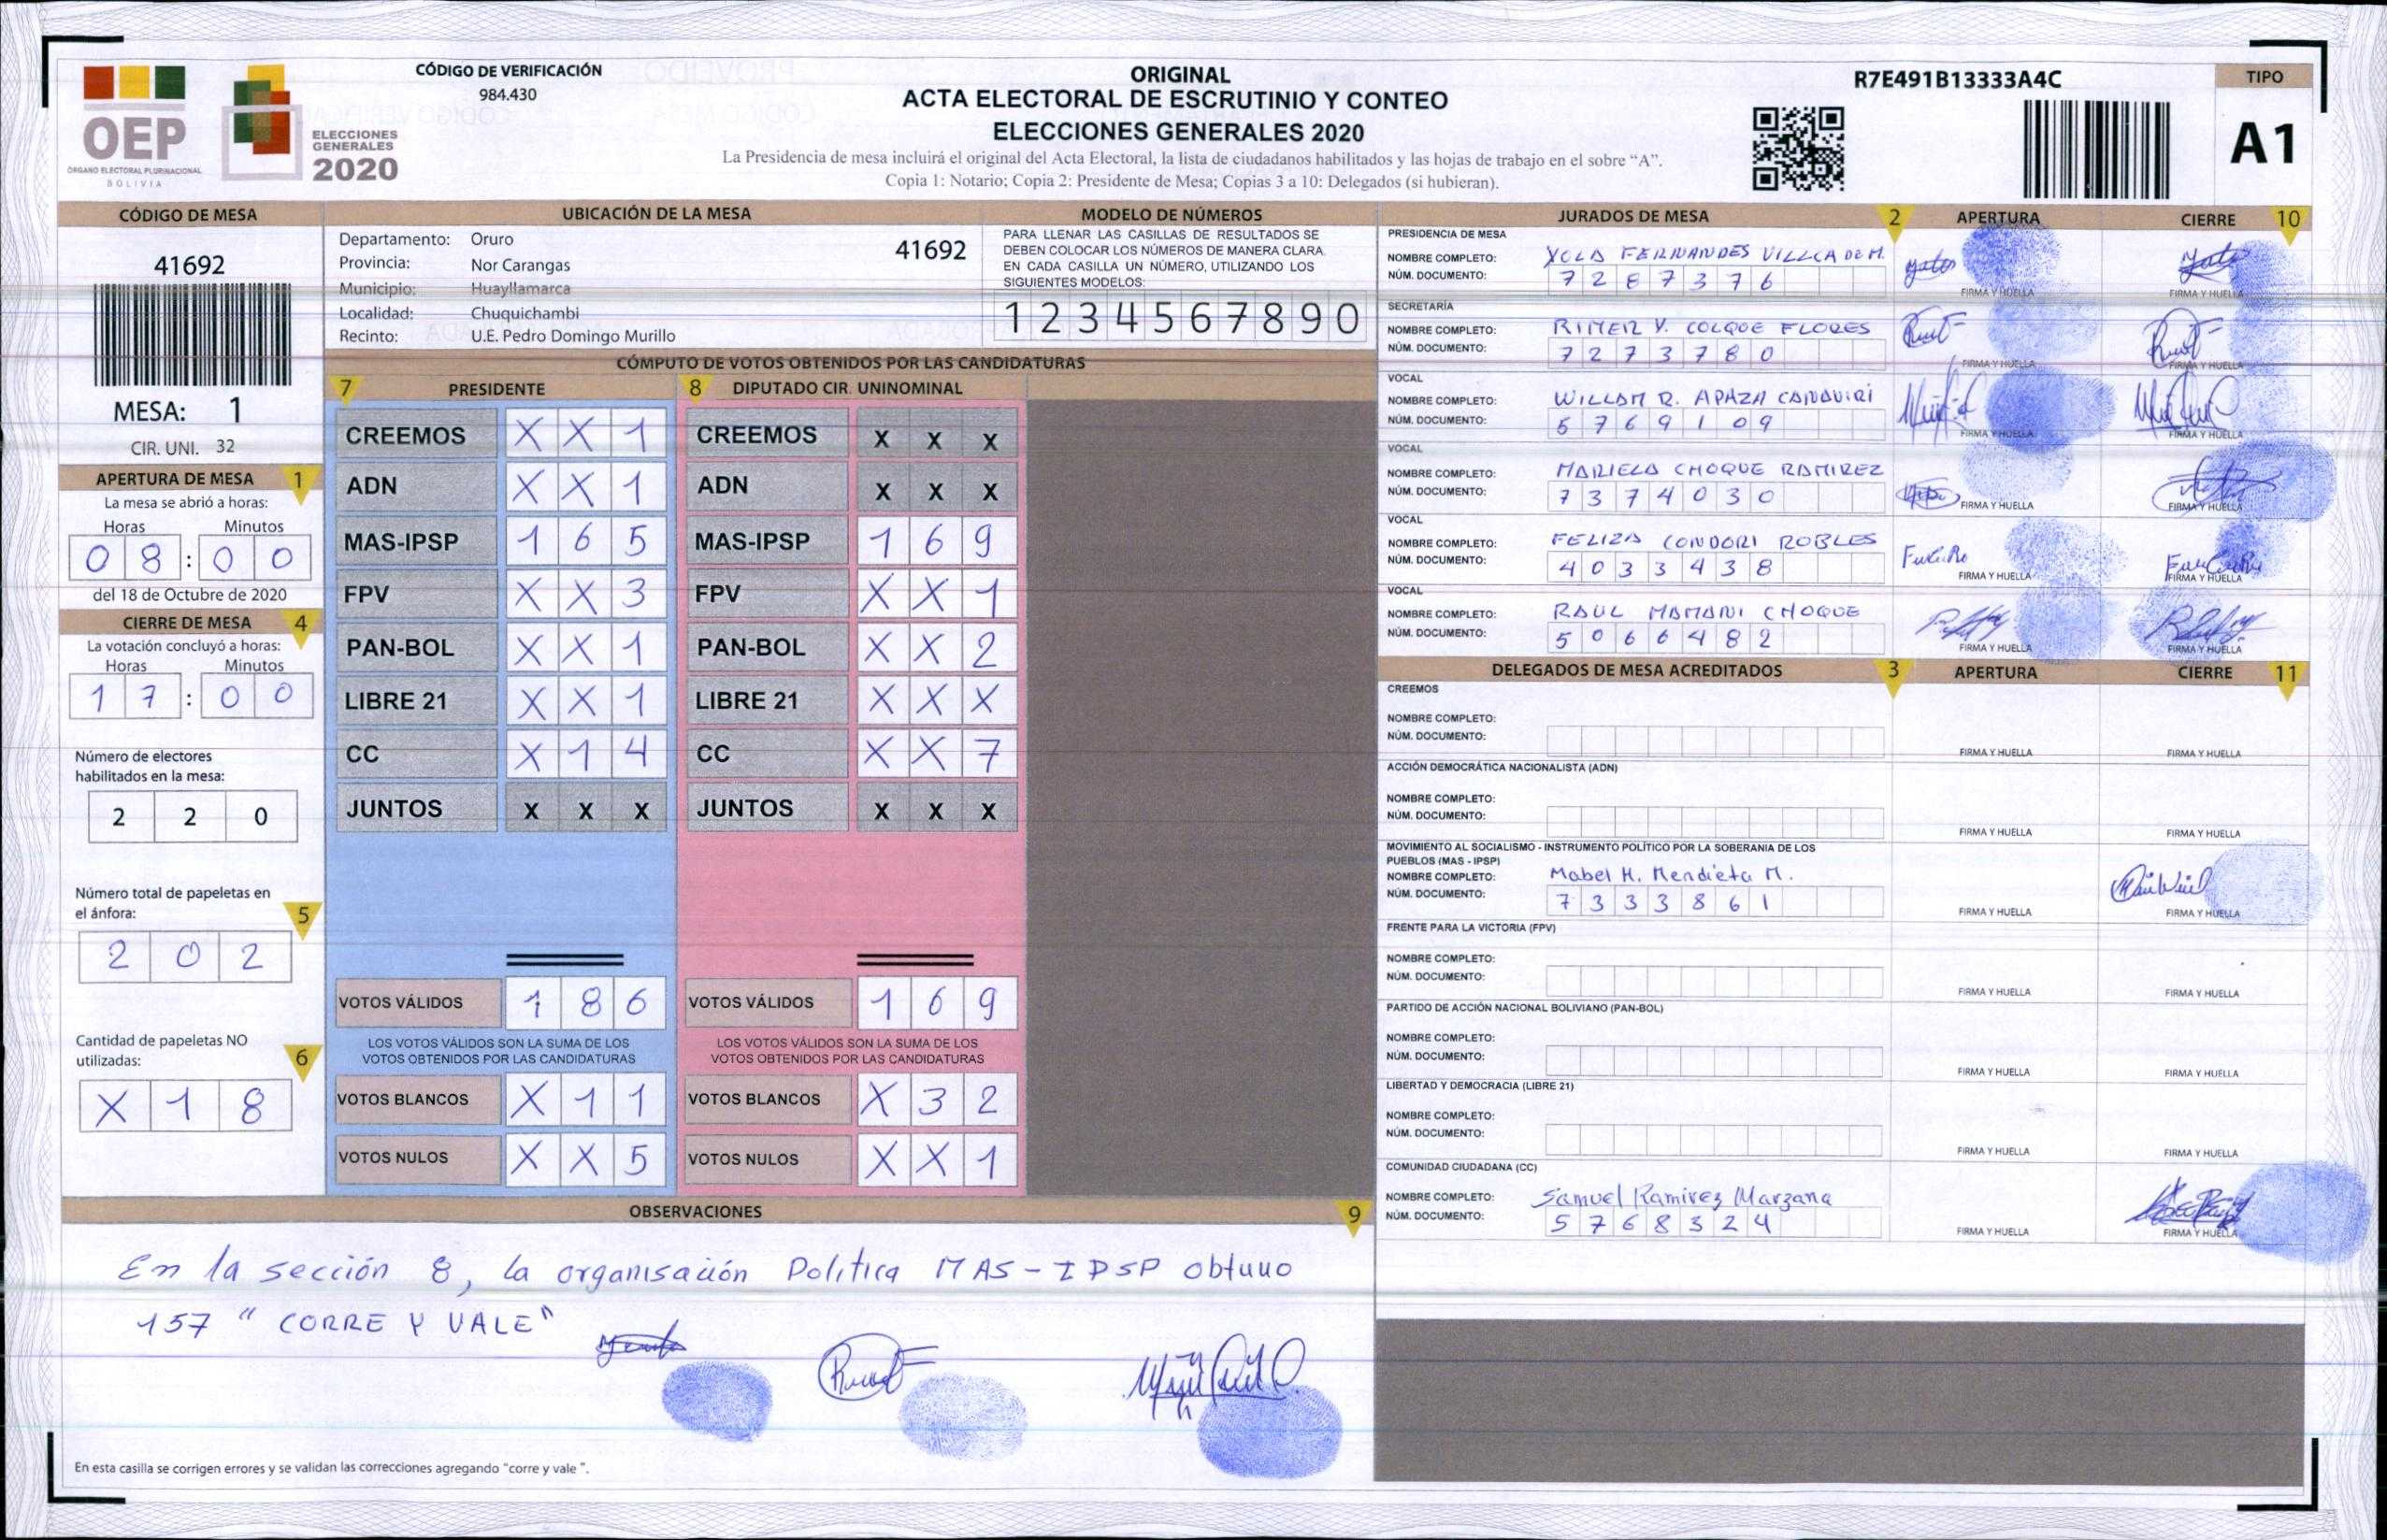 OEP
ÓRGANO ELECTORAL PLURINACIONAL
BOLIVIA
ELECCIONES
GENERALES
2020
CÓDIGO DE VERIFICACIÓN
984.430
ORIGINAL
ACTA ELECTORAL DE ESCRUTINIO Y CONTEO
ELECCIONES GENERALES 2020
La Presidencia de mesa incluirá el original del Acta Electoral, la lista de ciudadanos habilitados y las hojas de trabajo en el sobre “A”.
Copia 1: Notario; Copia 2: Presidente de Mesa; Copias 3 a 10: Delegados (si hubieran).
R7E491B13333A4C
TIPO
A1
CÓDIGO DE MESA
41692
MESA: 1
CIR. UNI. 32
APERTURA DE MESA 1
La mesa se abrió a horas:
Horas Minutos
0 8 : 0 0
del 18 de Octubre de 2020
CIERRE DE MESA 4
La votación concluyó a horas:
Horas Minutos
1 7 : 0 0
Número de electores
habilitados en la mesa:
2 2 0
Número total de papeletas en
el ánfora:
5
2 0 2
Cantidad de papeletas NO
utilizadas:
6
X 1 8
UBICACIÓN DE LA MESA
Departamento: Oruro
41692
Provincia: Nor Carangas
Municipio: Huayllamarca
Localidad: Chuquichambi
Recinto: U.E. Pedro Domingo Murillo
MODELO DE NÚMEROS
PARA LLENAR LAS CASILLAS DE RESULTADOS SE
DEBEN COLOCAR LOS NÚMEROS DE MANERA CLARA.
EN CADA CASILLA UN NÚMERO, UTILIZANDO LOS
SIGUIENTES MODELOS:
1 2 3 4 5 6 7 8 9 0
CÓMPUTO DE VOTOS OBTENIDOS POR LAS CANDIDATURAS
7 PRESIDENTE
CREEMOS X X 1
ADN X X 1
MAS-IPSP 1 6 5
FPV X X 3
PAN-BOL X X 1
LIBRE 21 X X 1
CC X 1 4
JUNTOS X X X
VOTOS VÁLIDOS 1 8 6
LOS VOTOS VÁLIDOS SON LA SUMA DE LOS
VOTOS OBTENIDOS POR LAS CANDIDATURAS
VOTOS BLANCOS X 1 1
VOTOS NULOS X X 5
8 DIPUTADO CIR. UNINOMINAL
CREEMOS X X X
ADN X X X
MAS-IPSP 1 6 9
FPV X X 1
PAN-BOL X X 2
LIBRE 21 X X X
CC X X 7
JUNTOS X X X
VOTOS VÁLIDOS 1 6 9
LOS VOTOS VÁLIDOS SON LA SUMA DE LOS
VOTOS OBTENIDOS POR LAS CANDIDATURAS
VOTOS BLANCOS X 3 2
VOTOS NULOS X X 1
OBSERVACIONES 9
En la sección 8, la organisación Política MAS-IPSP obtuuo
157 “ CORRE Y VALE”
En esta casilla se corrigen errores y se validan las correcciones agregando “corre y vale ”.
JURADOS DE MESA 2 APERTURA CIERRE 10
PRESIDENCIA DE MESA
NOMBRE COMPLETO: YOLA FERNANDES VILLCA DE M.
NÚM. DOCUMENTO: 7 2 8 7 3 7 6
FIRMA Y HUELLA FIRMA Y HUELLA
SECRETARÍA
NOMBRE COMPLETO: RIMER V. COLQUE FLORES
NÚM. DOCUMENTO: 7 2 7 3 7 8 0
FIRMA Y HUELLA FIRMA Y HUELLA
VOCAL
NOMBRE COMPLETO: WILLAM R. APAZA CANAVIRI
NÚM. DOCUMENTO: 5 7 6 9 1 0 9
FIRMA Y HUELLA FIRMA Y HUELLA
VOCAL
NOMBRE COMPLETO: MARIELA CHOQUE RAMIREZ
NÚM. DOCUMENTO: 7 3 7 4 0 3 0
FIRMA Y HUELLA FIRMA Y HUELLA
VOCAL
NOMBRE COMPLETO: FELIZA CONDORI ROBLES
NÚM. DOCUMENTO: 4 0 3 3 4 3 8
FIRMA Y HUELLA FIRMA Y HUELLA
VOCAL
NOMBRE COMPLETO: RAUL MAMANI CHOQUE
NÚM. DOCUMENTO: 5 0 6 6 4 8 2
FIRMA Y HUELLA FIRMA Y HUELLA
DELEGADOS DE MESA ACREDITADOS 3 APERTURA CIERRE 11
CREEMOS
NOMBRE COMPLETO:
NÚM. DOCUMENTO:
FIRMA Y HUELLA FIRMA Y HUELLA
ACCIÓN DEMOCRÁTICA NACIONALISTA (ADN)
NOMBRE COMPLETO:
NÚM. DOCUMENTO:
FIRMA Y HUELLA FIRMA Y HUELLA
MOVIMIENTO AL SOCIALISMO - INSTRUMENTO POLÍTICO POR LA SOBERANIA DE LOS
PUEBLOS (MAS - IPSP)
NOMBRE COMPLETO: Mabel H. Mendieta M.
NÚM. DOCUMENTO: 7 3 3 3 8 6 1
FIRMA Y HUELLA FIRMA Y HUELLA
FRENTE PARA LA VICTORIA (FPV)
NOMBRE COMPLETO:
NÚM. DOCUMENTO:
FIRMA Y HUELLA FIRMA Y HUELLA
PARTIDO DE ACCIÓN NACIONAL BOLIVIANO (PAN-BOL)
NOMBRE COMPLETO:
NÚM. DOCUMENTO:
FIRMA Y HUELLA FIRMA Y HUELLA
LIBERTAD Y DEMOCRACIA (LIBRE 21)
NOMBRE COMPLETO:
NÚM. DOCUMENTO:
FIRMA Y HUELLA FIRMA Y HUELLA
COMUNIDAD CIUDADANA (CC)
NOMBRE COMPLETO: Samuel Ramirez Marzana
NÚM. DOCUMENTO: 5 7 6 8 3 2 4
FIRMA Y HUELLA FIRMA Y HUELLA